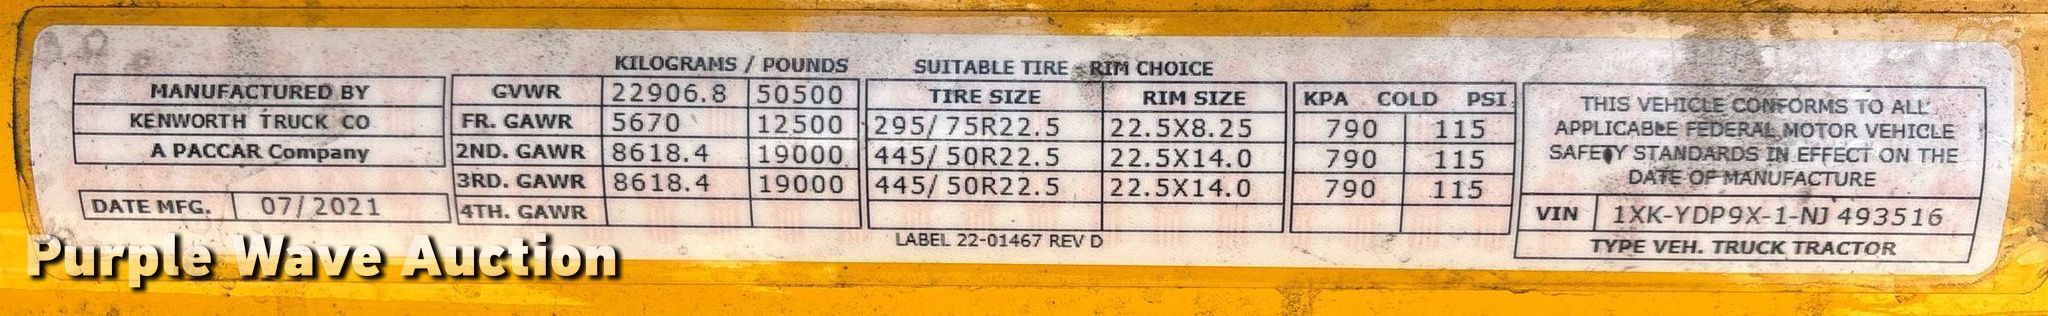 KILOGRAMS / POUNDS SUITABLE TIRE - RIM CHOICE
MANUFACTURED BY
KENWORTH TRUCK CO
A PACCAR Company
DATE MFG. 07/2021
GVWR 22906.8 50500 TIRE SIZE RIM SIZE KPA COLD PSI
FR. GAWR 5670 12500 295/75R22.5 22.5X8.25 790 115
2ND. GAWR 8618.4 19000 445/50R22.5 22.5X14.0 790 115
3RD. GAWR 8618.4 19000 445/50R22.5 22.5X14.0 790 115
4TH. GAWR
LABEL 22-01467 REV D
THIS VEHICLE CONFORMS TO ALL
APPLICABLE FEDERAL MOTOR VEHICLE
SAFETY STANDARDS IN EFFECT ON THE
DATE OF MANUFACTURE
VIN 1XK-YDP9X-1-NJ 493516
TYPE VEH. TRUCK TRACTOR
Purple Wave Auction